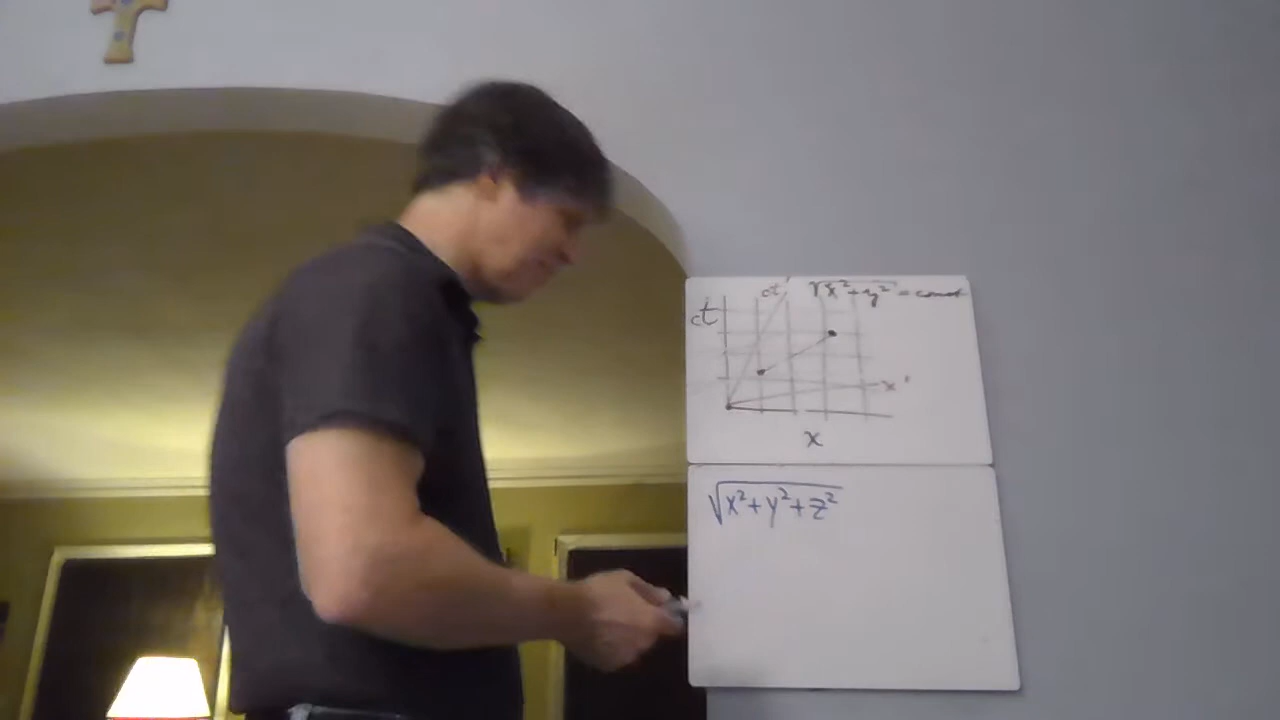 ct'
√x²+y² = const
ct
x'
x
√x²+y²+z²